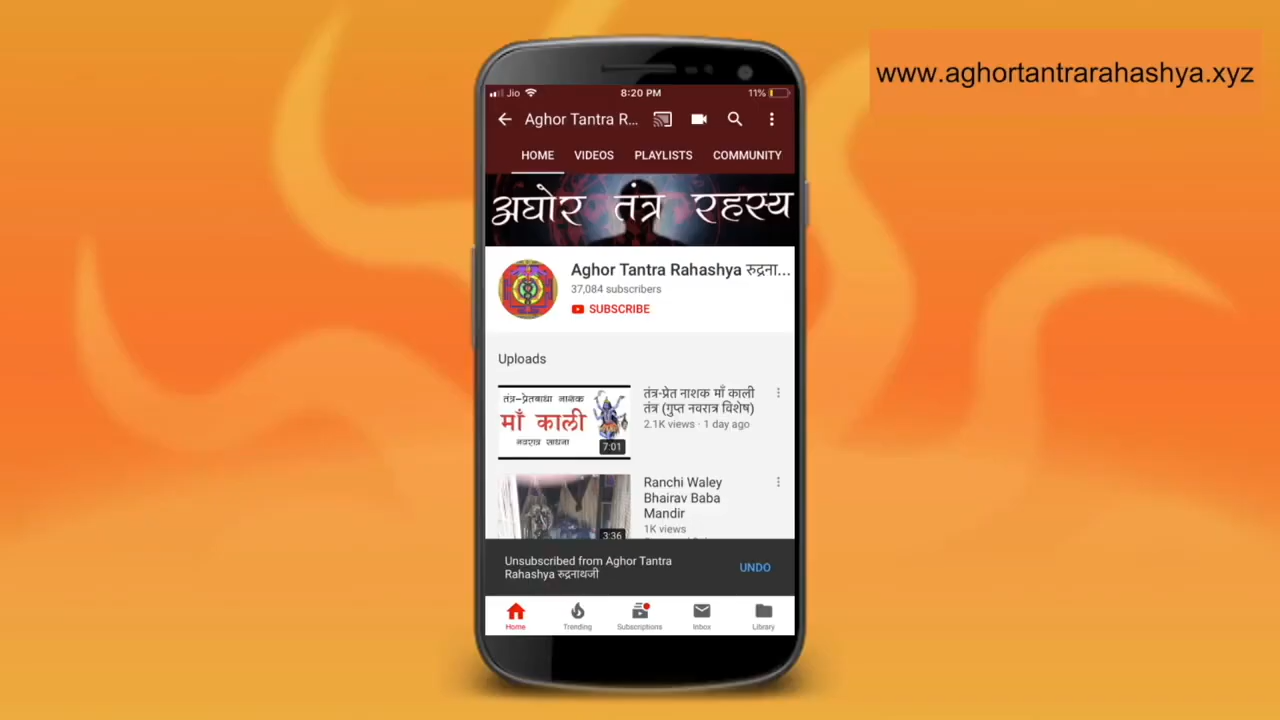 www.aghortantrarahashya.xyz
Jio 8:20 PM 11%
Aghor Tantra R...
HOME VIDEOS PLAYLISTS COMMUNITY
अघोर तंत्र रहस्य
Aghor Tantra Rahashya रुद्रना...
37,084 subscribers
SUBSCRIBE
Uploads
तंत्र-प्रेतबाधा नाशक
माँ काली
नवरात्र साधना
7:01
तंत्र-प्रेत नाशक माँ काली
तंत्र (गुप्त नवरात्र विशेष)
2.1K views · 1 day ago
3:36
Ranchi Waley
Bhairav Baba
Mandir
1K views
Unsubscribed from Aghor Tantra
Rahashya रुद्रनाथजी
UNDO
Home Trending Subscriptions Inbox Library